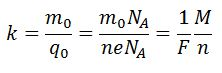 k = m₀/q₀ = m₀N_A/neN_A = 1/F M/n